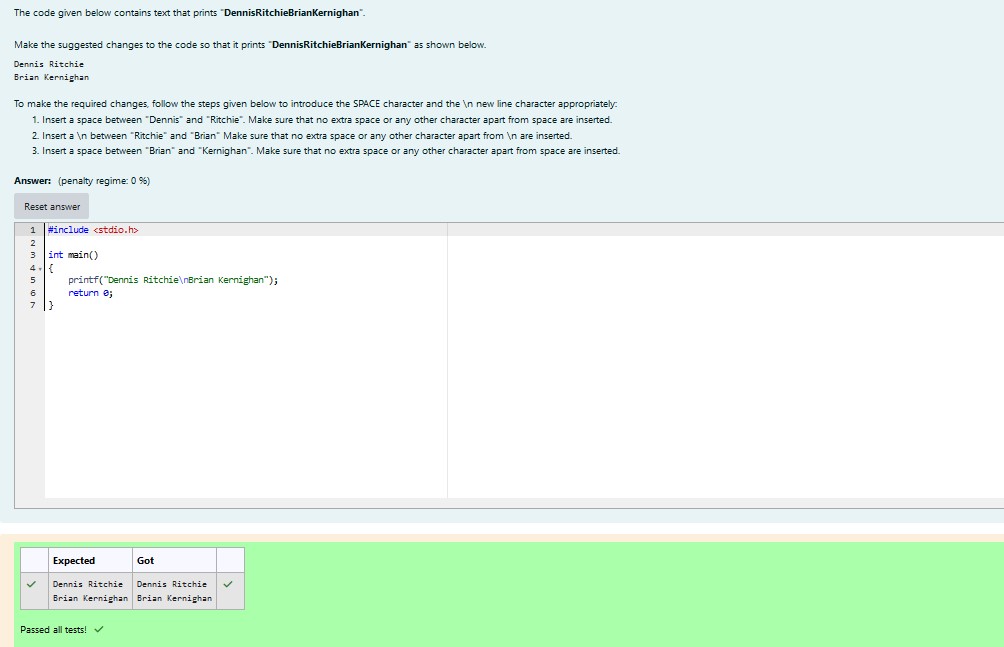 The code given below contains text that prints "DennisRitchieBrianKernighan".
Make the suggested changes to the code so that it prints "DennisRitchieBrianKernighan" as shown below.
Dennis Ritchie
Brian Kernighan
To make the required changes, follow the steps given below to introduce the SPACE character and the \n new line character appropriately:
1. Insert a space between "Dennis" and "Ritchie". Make sure that no extra space or any other character apart from space are inserted.
2. Insert a \n between "Ritchie" and "Brian" Make sure that no extra space or any other character apart from \n are inserted.
3. Insert a space between "Brian" and "Kernighan". Make sure that no extra space or any other character apart from space are inserted.
Answer: (penalty regime: 0 %)
Reset answer
1 #include <stdio.h>
2
3 int main()
4 {
5 printf("Dennis Ritchie\nBrian Kernighan");
6 return 0;
7 }
Expected Got
Dennis Ritchie Dennis Ritchie
Brian Kernighan Brian Kernighan
Passed all tests!